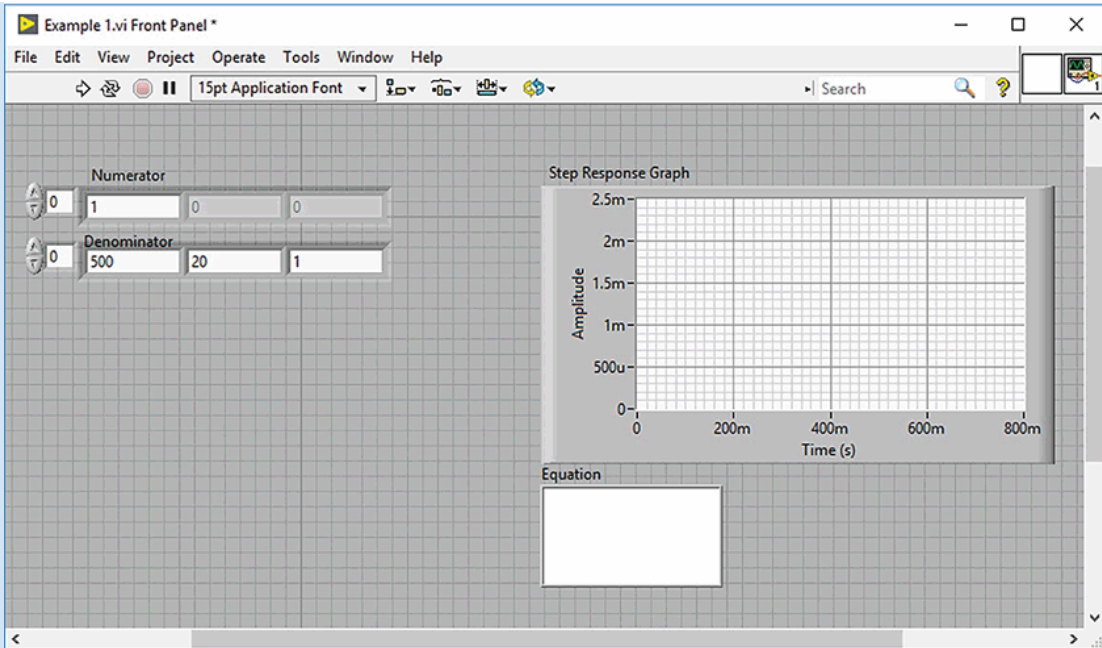 Example 1.vi Front Panel *
File Edit View Project Operate Tools Window Help
15pt Application Font
Search
1
Numerator
0 1 0 0
Denominator
0 500 20 1
Step Response Graph
2.5m
2m
1.5m
1m
500u
0
Amplitude
0 200m 400m 600m 800m
Time (s)
Equation